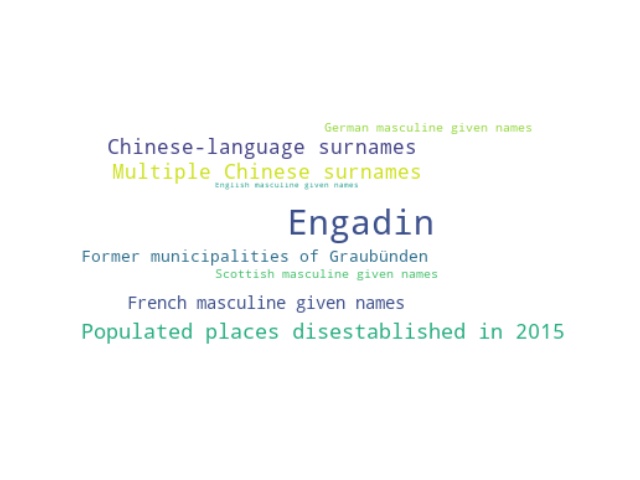 German masculine given names
Chinese-language surnames
Multiple Chinese surnames
English masculine given names
Engadin
Former municipalities of Graubünden
Scottish masculine given names
French masculine given names
Populated places disestablished in 2015